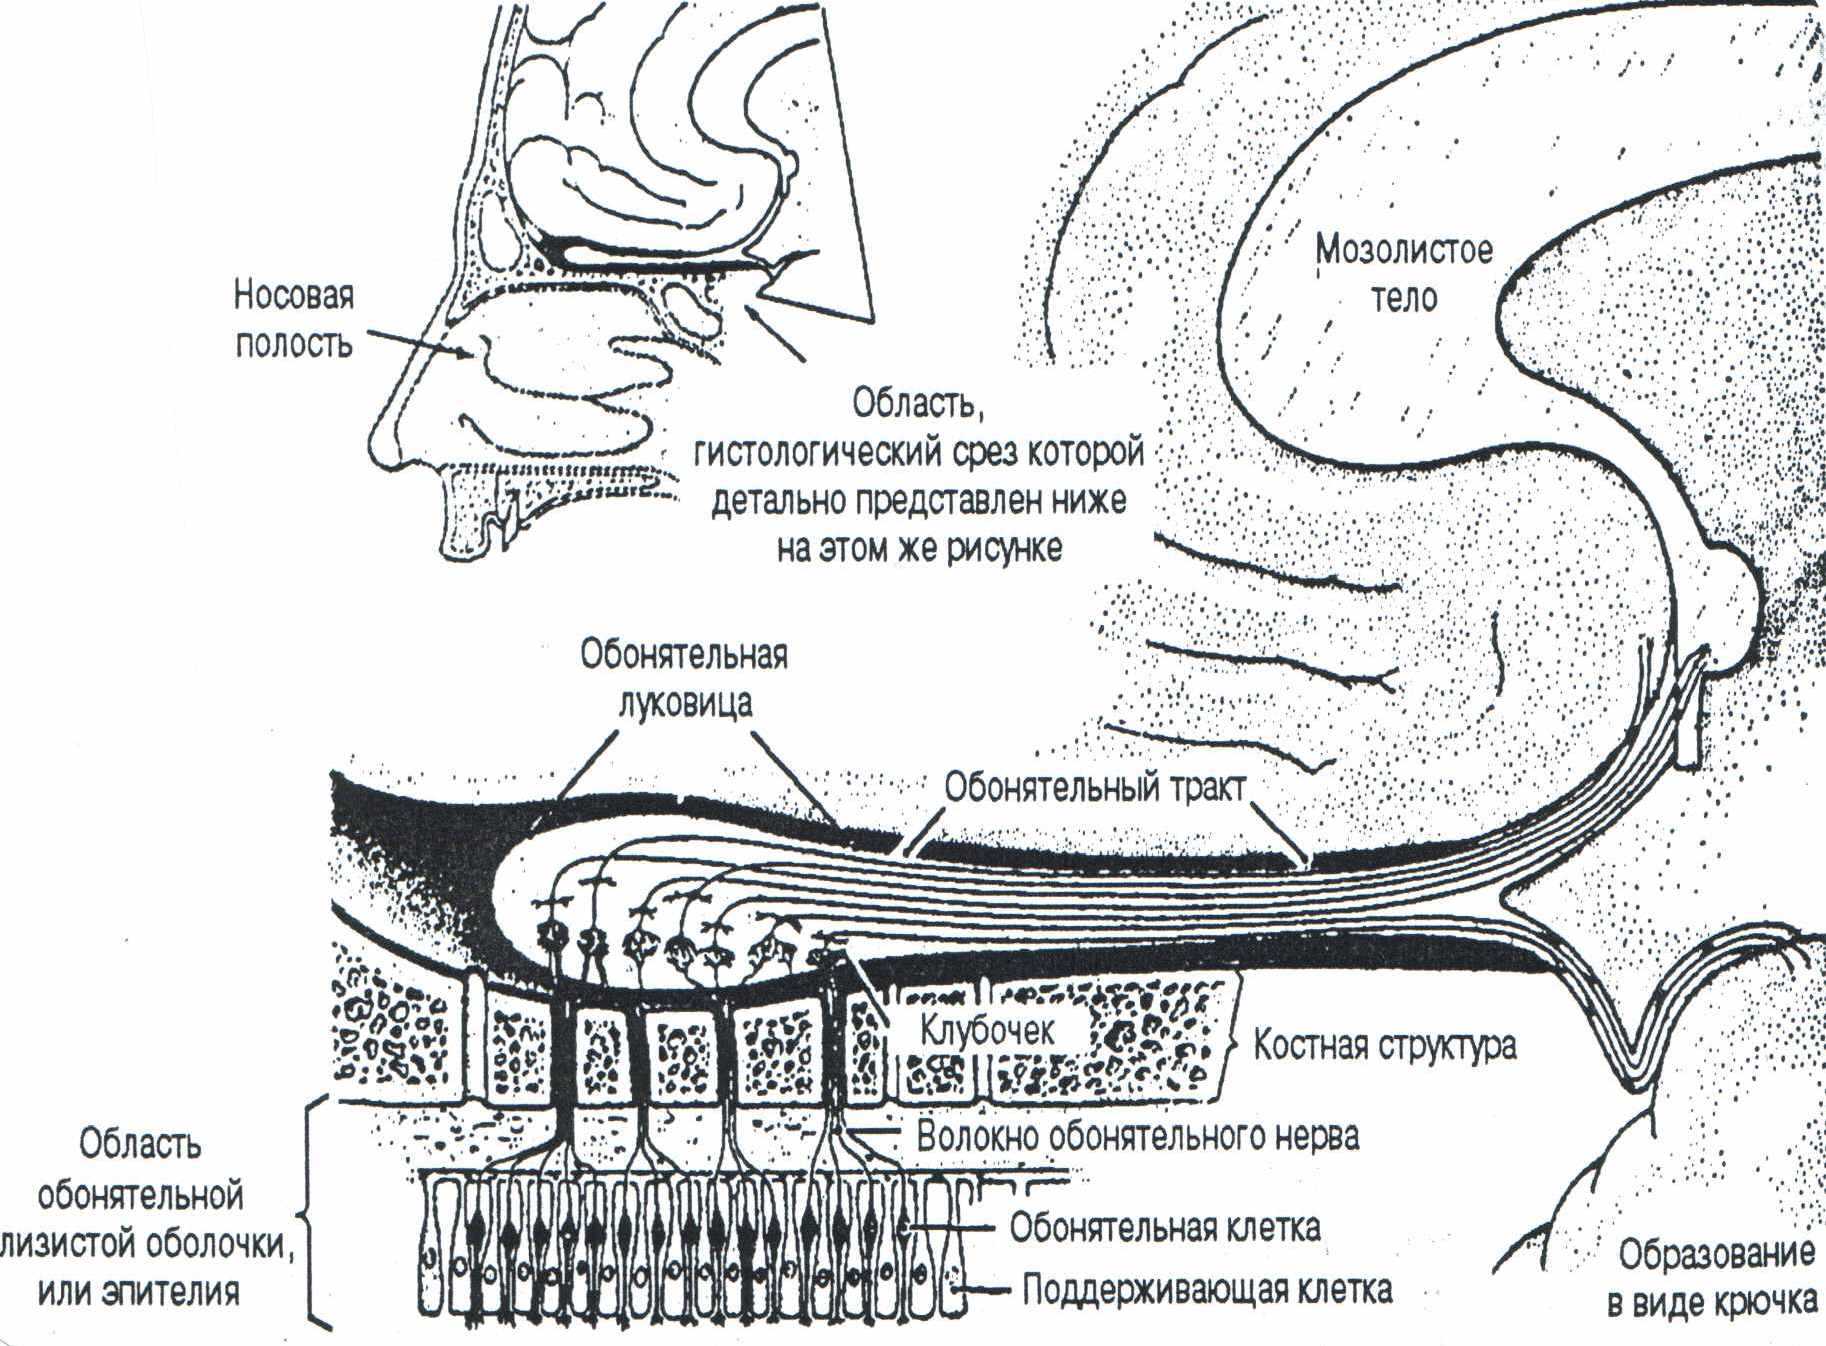 Носовая
полость
Мозолистое
тело
Область,
гистологический срез которой
детально представлен ниже
на этом же рисунке
Обонятельная
луковица
Обонятельный тракт
Клубочек
Костная структура
Волокно обонятельного нерва
Область
обонятельной
лизистой оболочки,
или эпителия
Обонятельная клетка
Поддерживающая клетка
Образование
в виде крючка